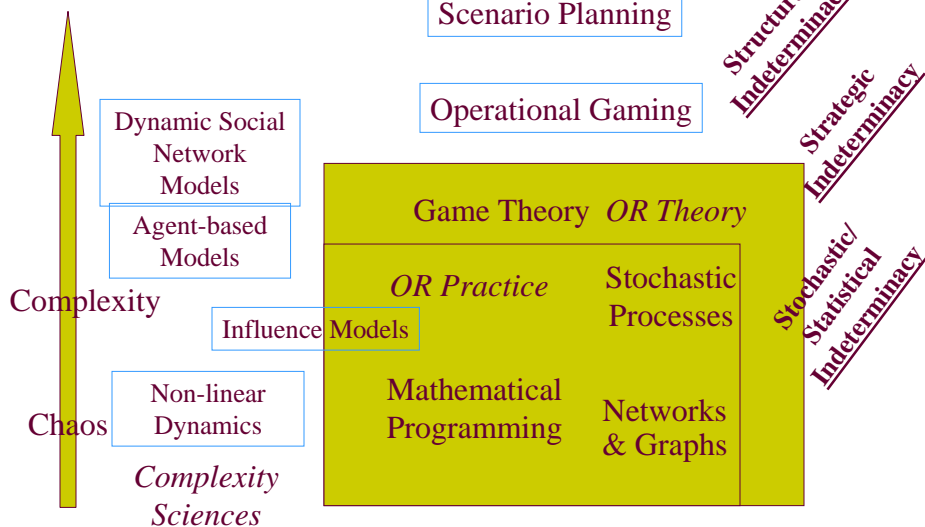 Scenario Planning
Indeterminacy
Operational Gaming
Strategic
Indeterminacy
Dynamic Social
Network
Models
Game Theory OR Theory
Agent-based
Models
OR Practice
Stochastic
Processes
Stochastic/
Statistical
Indeterminacy
Complexity
Influence Models
Non-linear
Dynamics
Mathematical
Programming
Networks
& Graphs
Chaos
Complexity
Sciences